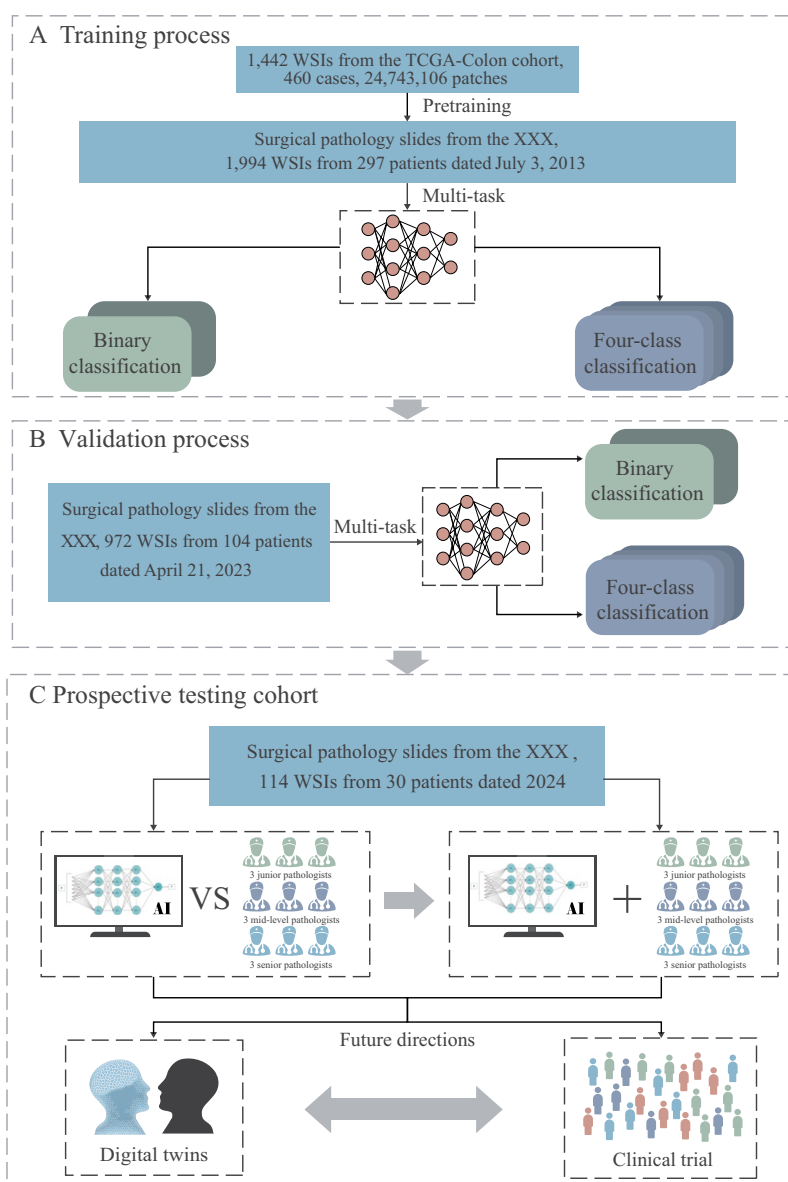 A Training process
1,442 WSIs from the TCGA-Colon cohort,
460 cases, 24,743,106 patches
Pretraining
Surgical pathology slides from the XXX,
1,994 WSIs from 297 patients dated July 3, 2013
Multi-task
Binary
classification
Four-class
classification
B Validation process
Surgical pathology slides from the
XXX, 972 WSIs from 104 patients
dated April 21, 2023
Multi-task
Binary
classification
Four-class
classification
C Prospective testing cohort
Surgical pathology slides from the XXX ,
114 WSIs from 30 patients dated 2024
AI
VS
3 junior pathologists
3 mid-level pathologists
3 senior pathologists
AI
+
3 junior pathologists
3 mid-level pathologists
3 senior pathologists
Future directions
Digital twins
Clinical trial